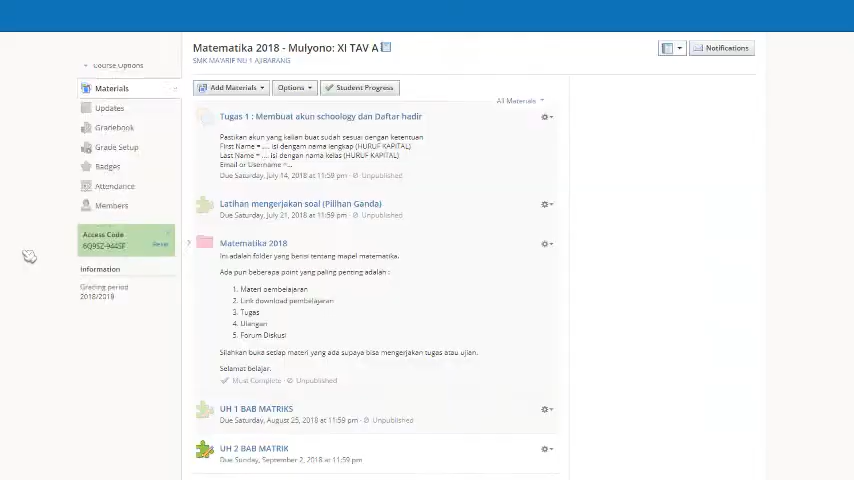 Matematika 2018 - Mulyono: XI TAV A
SMK MA'ARIF NU 1 AJIBARANG
Notifications
Course Options
Materials
Updates
Gradebook
Grade Setup
Badges
Attendance
Members
Access Code
Reset
Information
Grading period
2018/2019
Add Materials
Options
Student Progress
All Materials
Tugas 1 : Membuat akun schoology dan Daftar hadir
Pastikan akun yang kalian buat sudah sesuai dengan ketentuan
First Name = .... isi dengam nama lengkap (HURUF KAPITAL)
Last Name = .... isi dengan nama kelas (HURUF KAPITAL)
Email or Username =...
Due Saturday, July 14, 2018 at 11:59 pm · Unpublished
Latihan mengerjakan soal (Pilihan Ganda)
Due Saturday, July 21, 2018 at 11:59 pm · Unpublished
Matematika 2018
Ini adalah folder yang berisi tentang mapel matematika.
Ada pun beberapa point yang paling penting adalah :
1. Materi pembelajaran
2. Link download pembelajaran
3. Tugas
4. Ulangan
5. Forum Diskusi
Silahkan buka setiap materi yang ada supaya bisa mengerjakan tugas atau ujian.
Selamat belajar.
Must Complete · Unpublished
UH 1 BAB MATRIKS
Due Saturday, August 25, 2018 at 11:59 pm · Unpublished
UH 2 BAB MATRIK
Due Sunday, September 2, 2018 at 11:59 pm